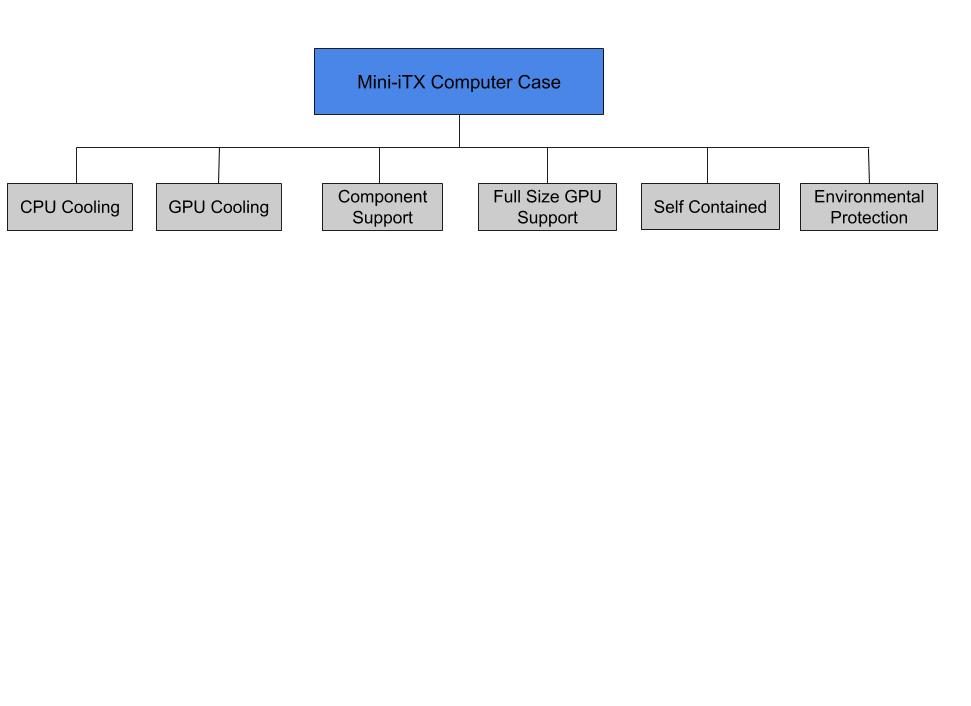 Mini-iTX Computer Case
CPU Cooling
GPU Cooling
Component
Support
Full Size GPU
Support
Self Contained
Environmental
Protection